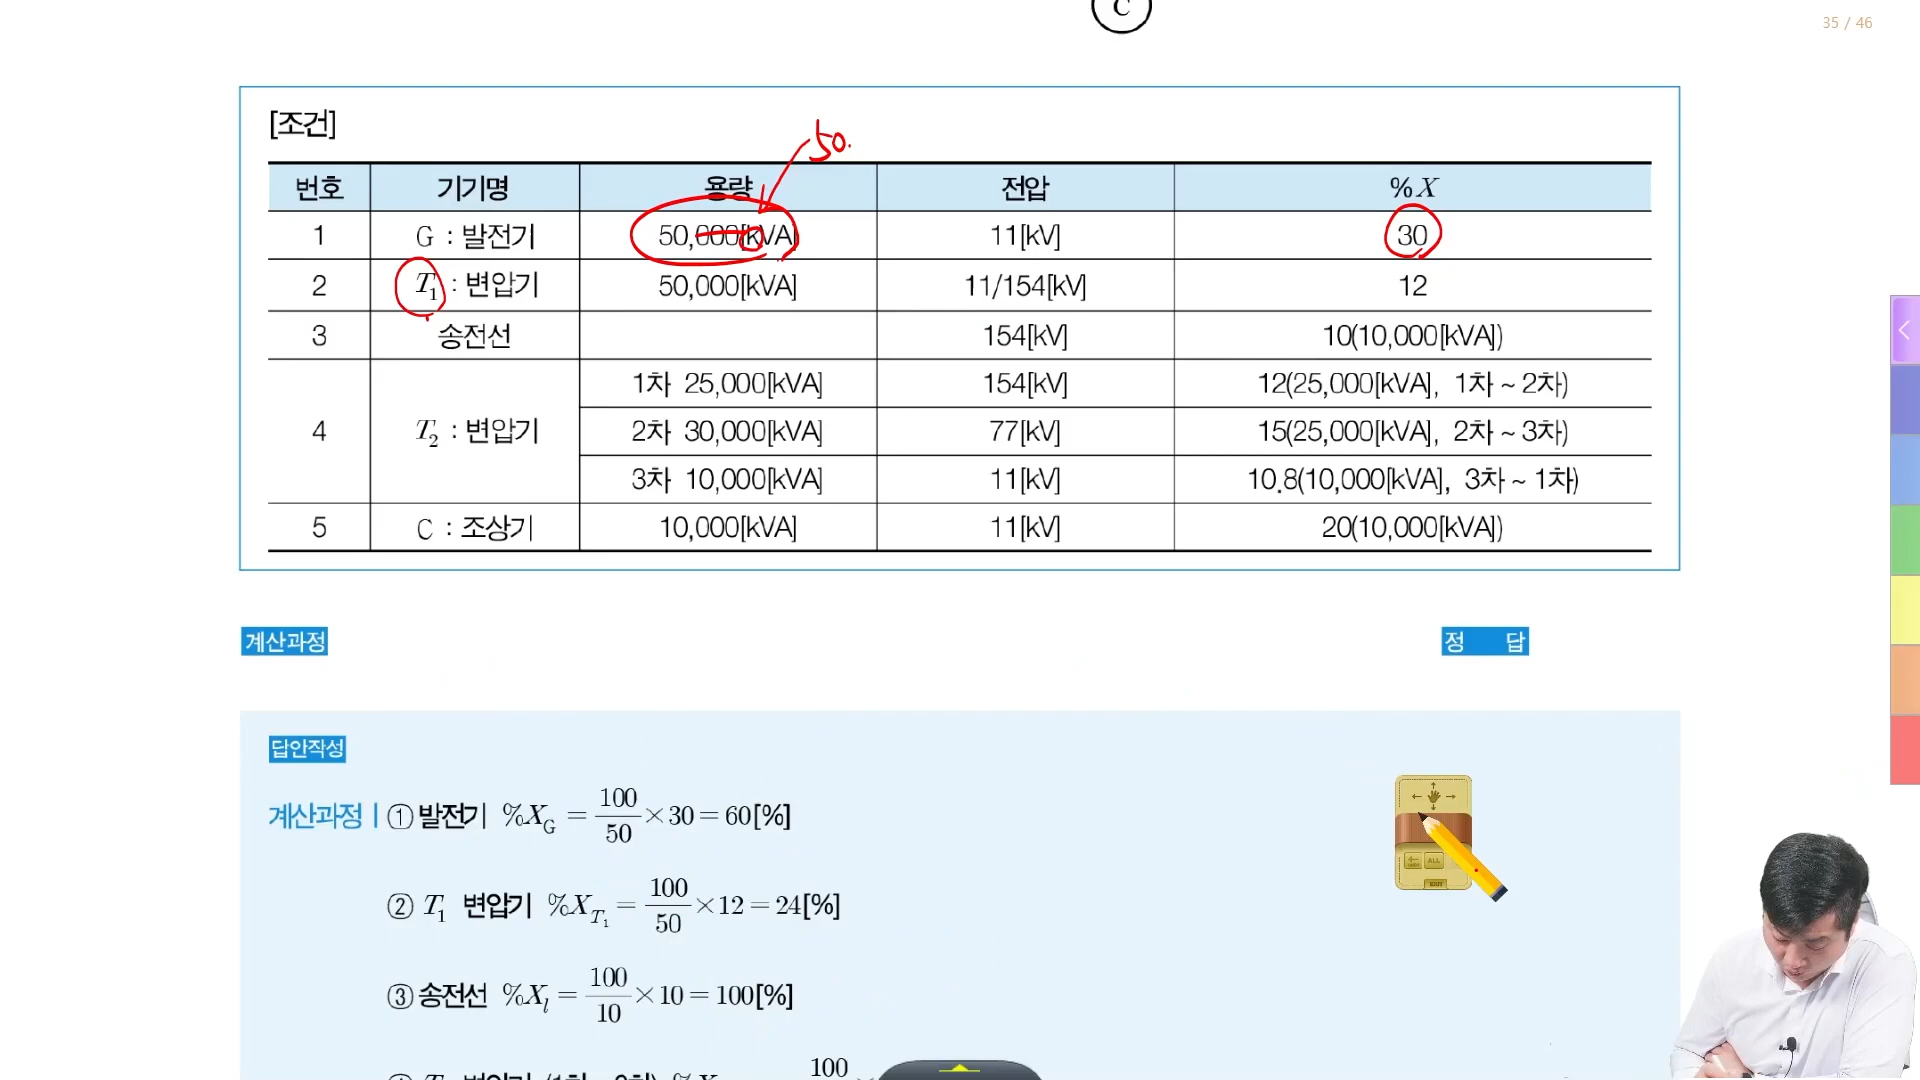 C
35 / 46
[조건]
50.
번호 기기명 용량 전압 %X
1 G : 발전기 50,000[kVA] 11[kV] 30
2 T₁ : 변압기 50,000[kVA] 11/154[kV] 12
3 송전선 154[kV] 10(10,000[kVA])
4 T₂ : 변압기 1차 25,000[kVA] 154[kV] 12(25,000[kVA], 1차 ~ 2차)
2차 30,000[kVA] 77[kV] 15(25,000[kVA], 2차 ~ 3차)
3차 10,000[kVA] 11[kV] 10.8(10,000[kVA], 3차 ~ 1차)
5 C : 조상기 10,000[kVA] 11[kV] 20(10,000[kVA])
계산과정 정 답
답안작성
계산과정 | ① 발전기 %X_G = 100/50 × 30 = 60[%]
② T₁ 변압기 %X_T₁ = 100/50 × 12 = 24[%]
③ 송전선 %X_l = 100/10 × 10 = 100[%]
100
ALL
EXIT